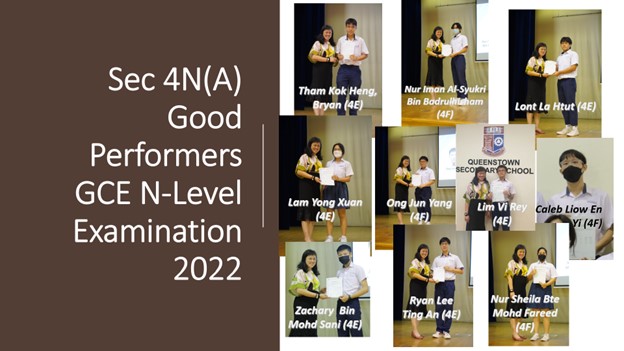 Sec 4N(A)
Good
Performers
GCE N-Level
Examination
2022
Tham Kok Heng,
Bryan (4E)
Nur Iman Al-Syukri
Bin Badrulhisham
(4F)
Lont La Htut (4E)
Lam Yong Xuan
(4E)
Ong Jun Yang
(4F)
QUEENSTOWN
SECONDARY SCHOOL
Lim Vi Rey
(4E)
Caleb Liow En
Yi (4F)
Zachary Bin
Mohd Sani (4E)
Ryan Lee
Ting An (4E)
Nur Sheila Bte
Mohd Fareed
(4F)